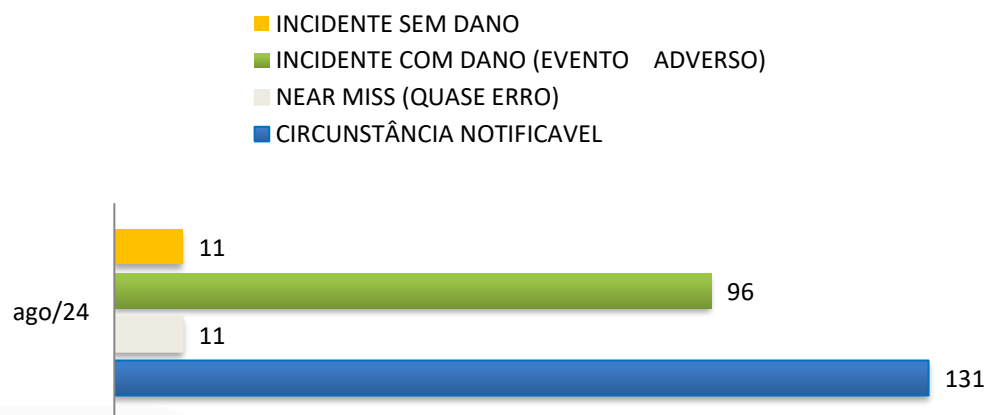 INCIDENTE SEM DANO
INCIDENTE COM DANO (EVENTO ADVERSO)
NEAR MISS (QUASE ERRO)
CIRCUNSTÂNCIA NOTIFICAVEL
11
96
ago/24
11
131